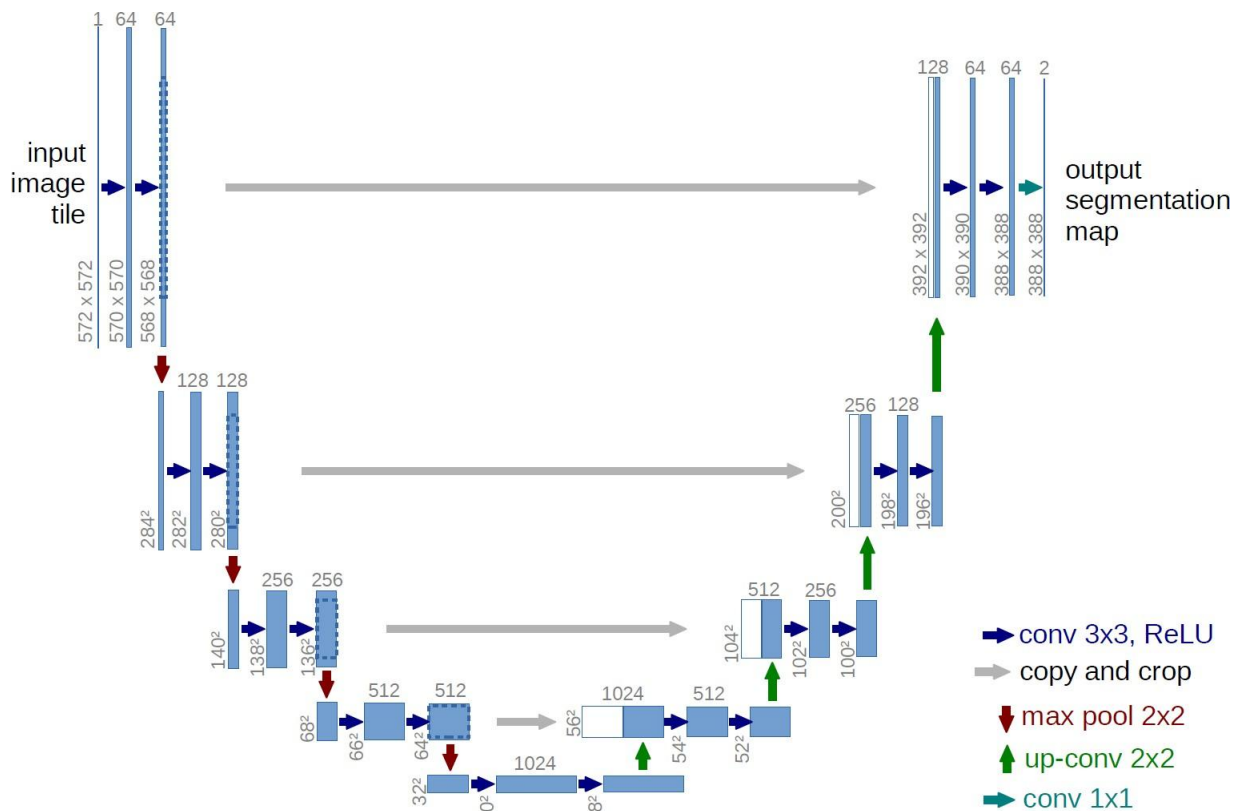 1 64 64
input
image
tile
572 x 572
570 x 570
568 x 568
128 64 64 2
output
segmentation
map
392 x 392
390 x 390
388 x 388
388 x 388
128 128
284²
282²
280²
256 128
200²
198²
196²
256 256
140²
138²
136²
512 256
104²
102²
100²
512 512
68²
66²
64²
1024 512
56²
54²
52²
1024
32²
conv 3x3, ReLU
copy and crop
max pool 2x2
up-conv 2x2
conv 1x1